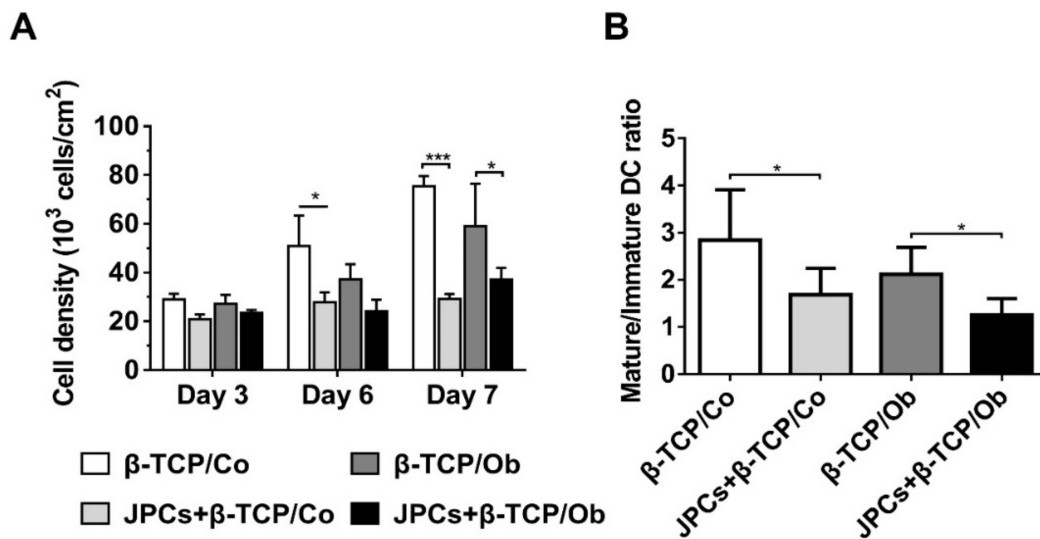 A
Cell density (10³ cells/cm²)
100
80
60
40
20
0
* *** *
Day 3 Day 6 Day 7
β-TCP/Co β-TCP/Ob
JPCs+β-TCP/Co JPCs+β-TCP/Ob
B
Mature/Immature DC ratio
5
4
3
2
1
0
* *
β-TCP/Co
JPCs+β-TCP/Co
β-TCP/Ob
JPCs+β-TCP/Ob